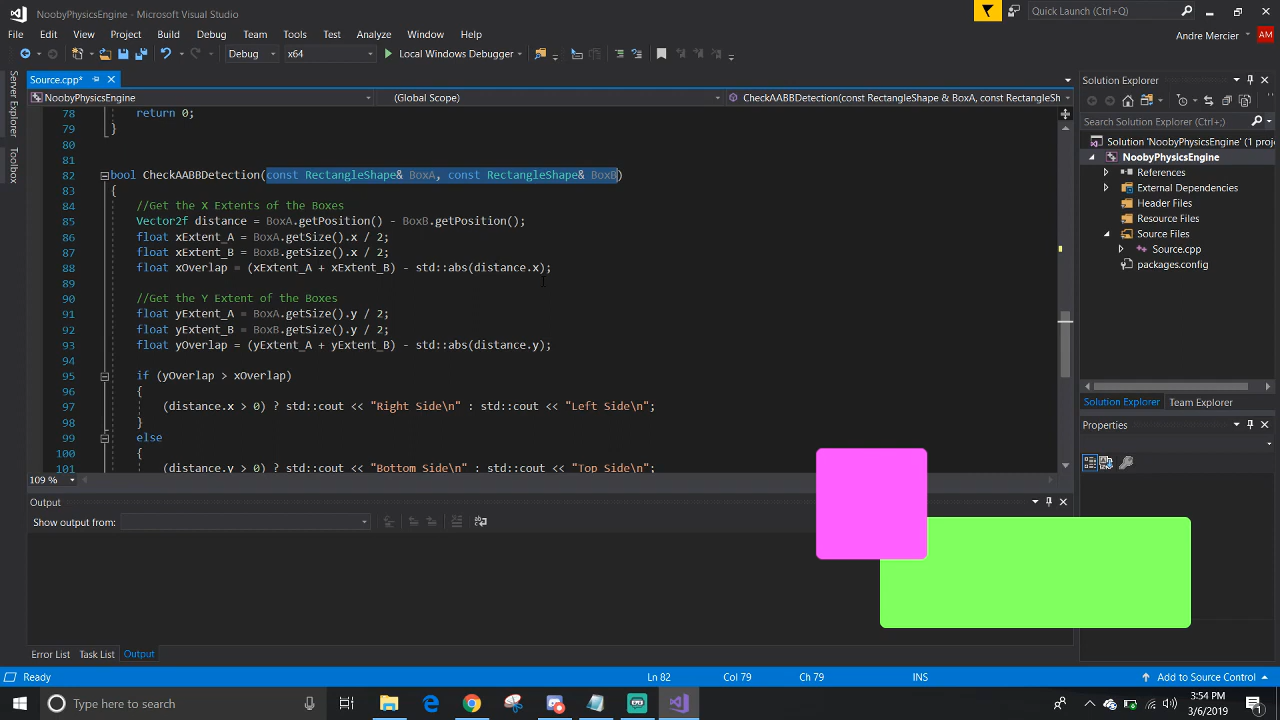 NoobyPhysicsEngine - Microsoft Visual Studio
Quick Launch (Ctrl+;)
File Edit View Project Build Debug Team Tools Test Analyze Window Help
Andre Mercier AM
Debug x64 Local Windows Debugger
Server Explorer
Toolbox
Source.cpp*
NoobyPhysicsEngine (Global Scope) CheckAABBDetection(const RectangleShape & BoxA, const RectangleSh
78 return 0;
79 }
80
81
82 bool CheckAABBDetection(const RectangleShape& BoxA, const RectangleShape& BoxB)
83 {
84 //Get the X Extents of the Boxes
85 Vector2f distance = BoxA.getPosition() - BoxB.getPosition();
86 float xExtent_A = BoxA.getSize().x / 2;
87 float xExtent_B = BoxB.getSize().x / 2;
88 float xOverlap = (xExtent_A + xExtent_B) - std::abs(distance.x);
89
90 //Get the Y Extent of the Boxes
91 float yExtent_A = BoxA.getSize().y / 2;
92 float yExtent_B = BoxB.getSize().y / 2;
93 float yOverlap = (yExtent_A + yExtent_B) - std::abs(distance.y);
94
95 if (yOverlap > xOverlap)
96 {
97 (distance.x > 0) ? std::cout << "Right Side\n" : std::cout << "Left Side\n";
98 }
99 else
100 {
101 (distance.y > 0) ? std::cout << "Bottom Side\n" : std::cout << "Top Side\n";
109 %
Solution Explorer
Search Solution Explorer (Ctrl+;)
Solution 'NoobyPhysicsEngine' (1 proj
NoobyPhysicsEngine
References
External Dependencies
Header Files
Resource Files
Source Files
Source.cpp
packages.config
Solution Explorer Team Explorer
Properties
Output
Show output from:
Error List Task List Output
Ready Ln 82 Col 79 Ch 79 INS Add to Source Control
Type here to search
3:54 PM
3/6/2019